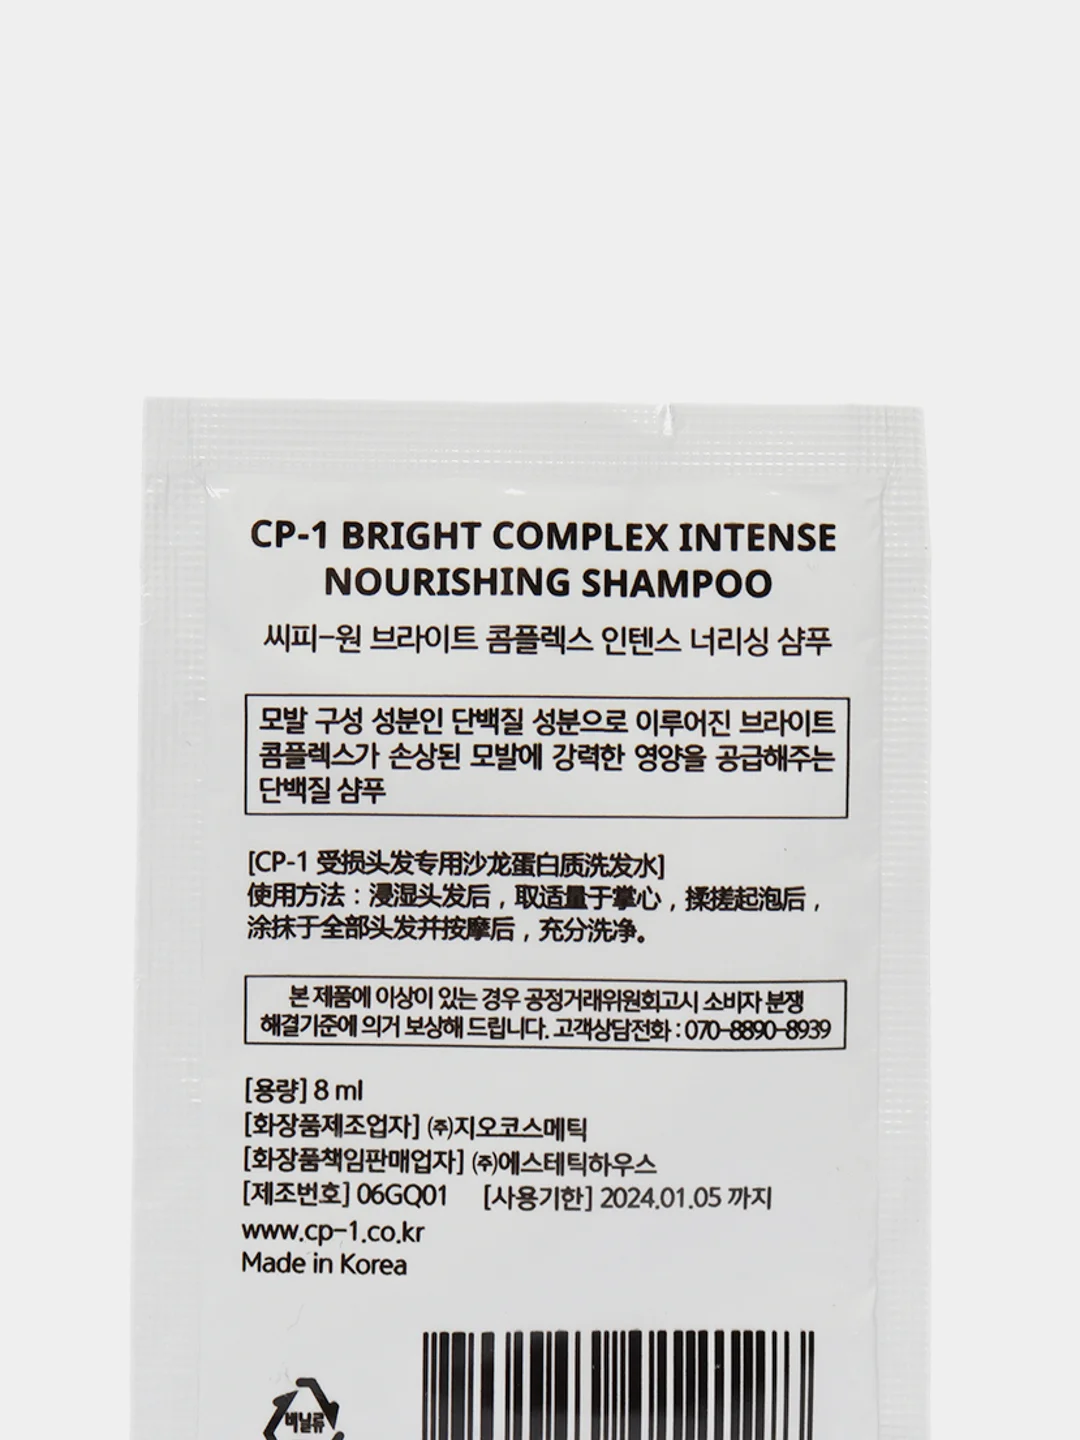 CP-1 BRIGHT COMPLEX INTENSE
NOURISHING SHAMPOO
씨피-원 브라이트 콤플렉스 인텐스 너리싱 샴푸
모발 구성 성분인 단백질 성분으로 이루어진 브라이트
콤플렉스가 손상된 모발에 강력한 영양을 공급해주는
단백질 샴푸
[CP-1 受损头发专用沙龙蛋白质洗发水]
使用方法：浸湿头发后，取适量于掌心，揉搓起泡后，
涂抹于全部头发并按摩后，充分洗净。
본 제품에 이상이 있는 경우 공정거래위원회고시 소비자 분쟁
해결기준에 의거 보상해 드립니다. 고객상담전화 : 070-8890-8939
[용량] 8 ml
[화장품제조업자] ㈜지오코스메틱
[화장품책임판매업자] ㈜에스테틱하우스
[제조번호] 06GQ01 [사용기한] 2024.01.05 까지
www.cp-1.co.kr
Made in Korea
비닐류